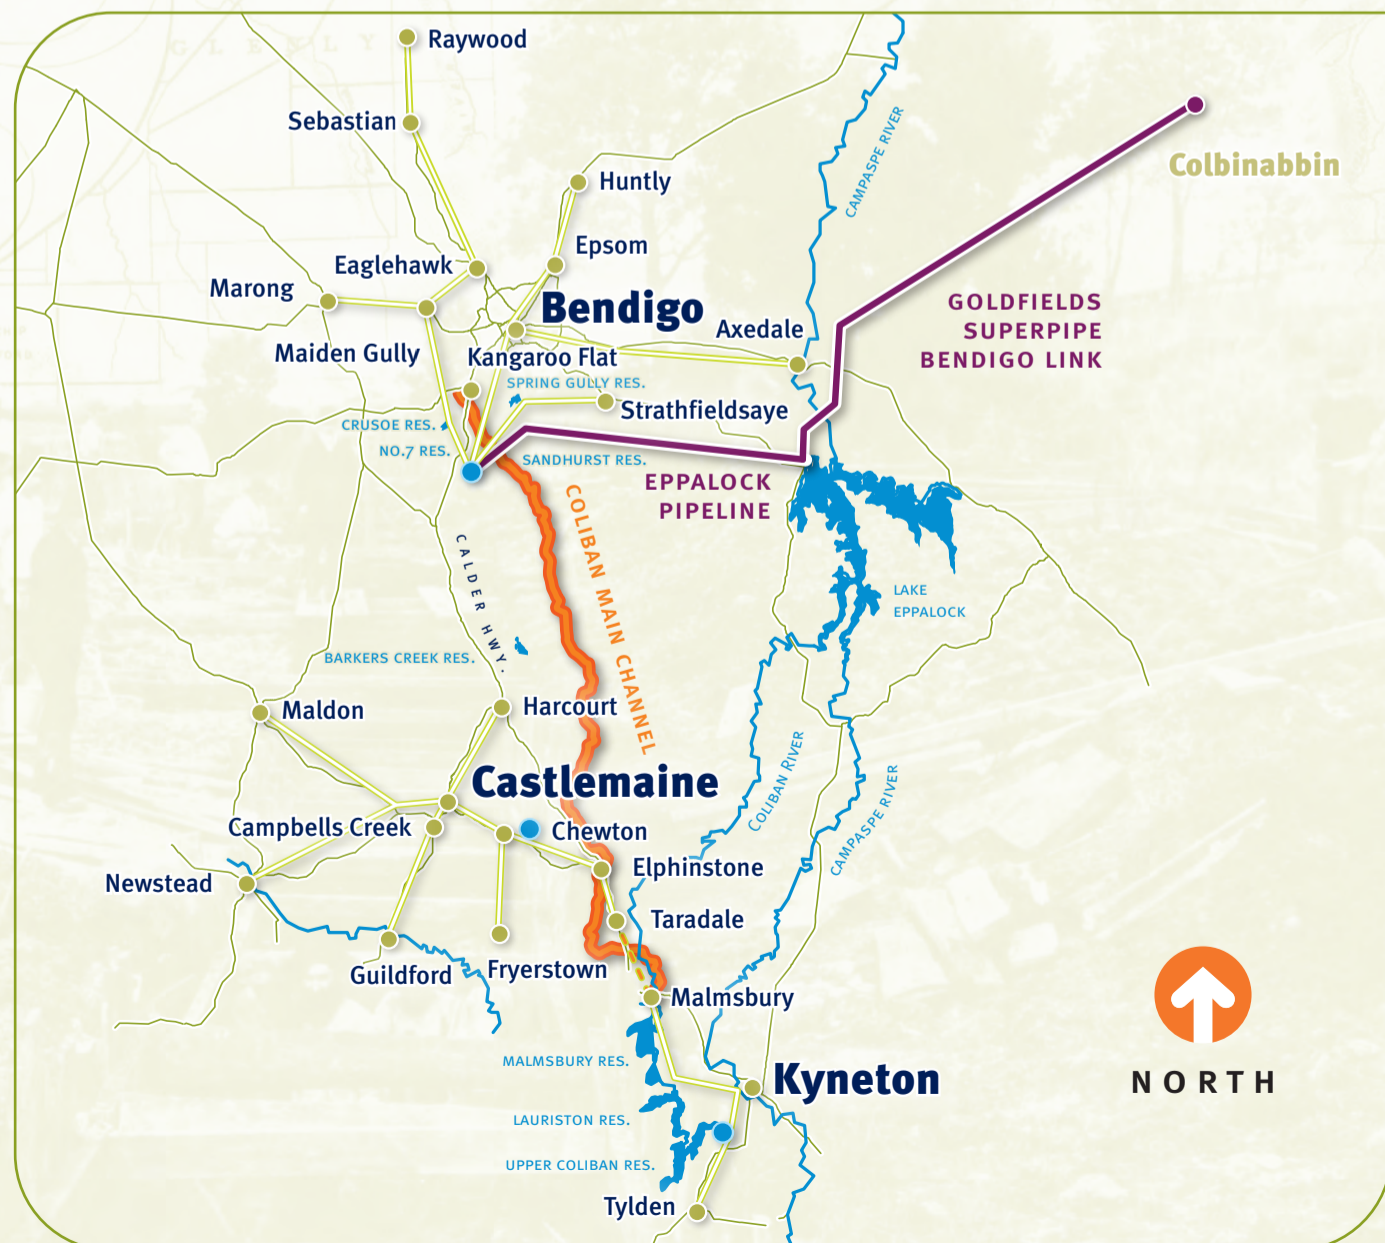 Raywood
Sebastian
CAMPASPE RIVER
Colbinabbin
Huntly
Epsom
Eaglehawk
Marong
Bendigo
GOLDFIELDS
SUPERPIPE
BENDIGO LINK
Axedale
Maiden Gully
Kangaroo Flat
SPRING GULLY RES.
Strathfieldsaye
CRUSOE RES.
NO.7 RES.
SANDHURST RES.
EPPALOCK
PIPELINE
COLIBAN MAIN CHANNEL
CALDER HWY.
LAKE
EPPALOCK
BARKERS CREEK RES.
Maldon
Harcourt
Castlemaine
COLIBAN RIVER
CAMPASPE RIVER
Campbells Creek
Chewton
Elphinstone
Newstead
Taradale
Guildford
Fryerstown
Malmsbury
MALMSBURY RES.
Kyneton
NORTH
LAURISTON RES.
UPPER COLIBAN RES.
Tylden